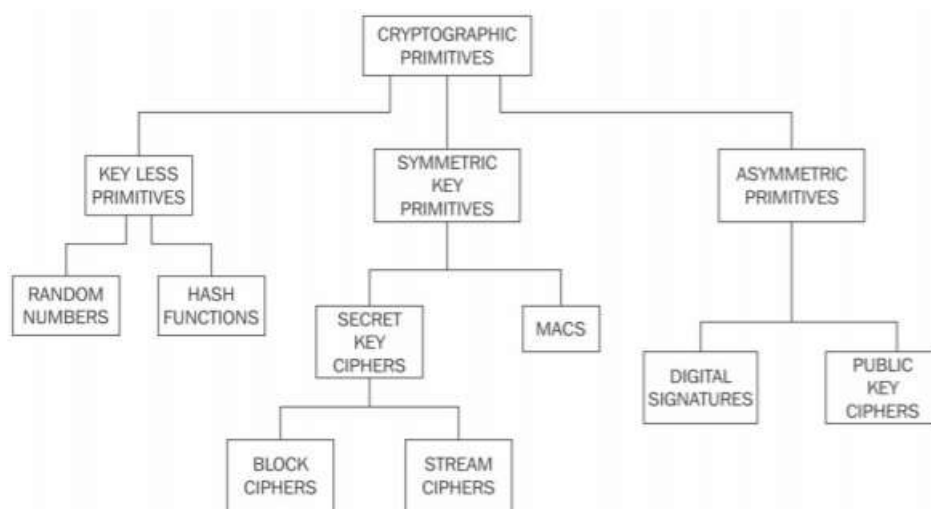 CRYPTOGRAPHIC
PRIMITIVES
KEY LESS
PRIMITIVES
SYMMETRIC
KEY
PRIMITIVES
ASYMMETRIC
PRIMITIVES
RANDOM
NUMBERS
HASH
FUNCTIONS
SECRET
KEY
CIPHERS
MACS
DIGITAL
SIGNATURES
PUBLIC
KEY
CIPHERS
BLOCK
CIPHERS
STREAM
CIPHERS